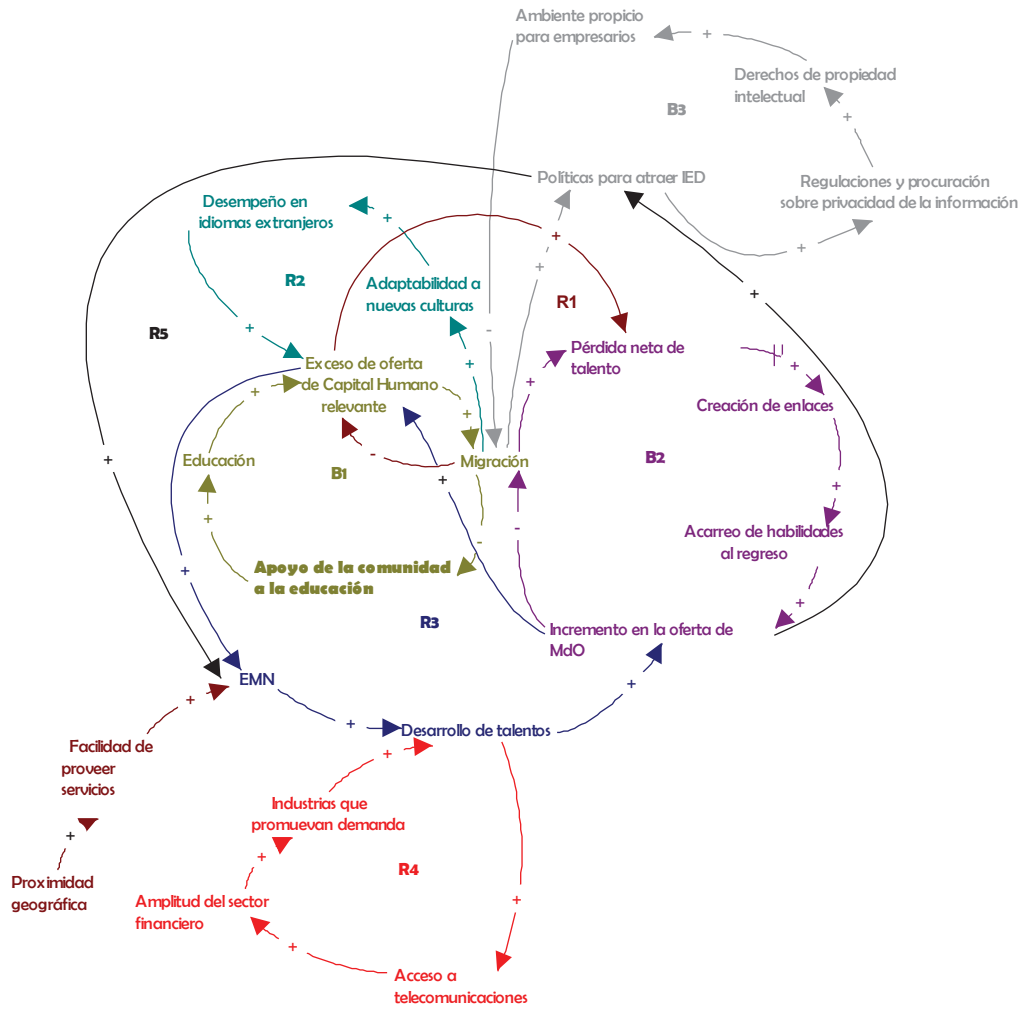 Ambiente propicio
para empresarios
+
Derechos de propiedad
intelectual
B3
+
Políticas para atraer IED
Regulaciones y procuración
sobre privacidad de la información
Desempeño en
idiomas extranjeros
+
+
+
R2
Adaptabilidad a
nuevas culturas
+
R1
+
R5
+
-
Pérdida neta de
talento
Exceso de oferta
de Capital Humano
relevante
+
+
+
+
+
Creación de enlaces
+
Educación
-
B1
Migración
B2
+
+
+
Acarreo de habilidades
al regreso
+
-
-
Apoyo de la comunidad
a la educación
+
+
R3
Incremento en la oferta de
MdO
EMN
+
+
+
Desarrollo de talentos
Facilidad de
proveer
servicios
+
Industrias que
promuevan demanda
+
+
R4
Proximidad
geográfica
Amplitud del sector
financiero
+
+
Acceso a
telecomunicaciones